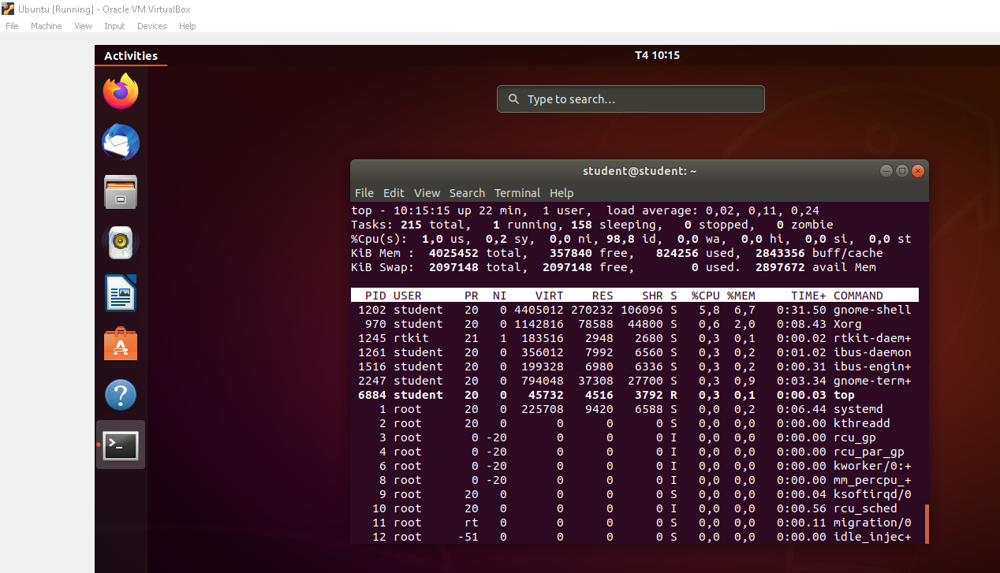 Ubuntu [Running] - Oracle VM VirtualBox
File Machine View Input Devices Help
Activities
T4 10:15
Type to search...
student@student: ~
File Edit View Search Terminal Help
top - 10:15:15 up 22 min,  1 user,  load average: 0,02, 0,11, 0,24
Tasks: 215 total,   1 running, 158 sleeping,   0 stopped,   0 zombie
%Cpu(s):  1,0 us,  0,2 sy,  0,0 ni, 98,8 id,  0,0 wa,  0,0 hi,  0,0 si,  0,0 st
KiB Mem :  4025452 total,   357840 free,   824256 used,  2843356 buff/cache
KiB Swap:  2097148 total,  2097148 free,        0 used.  2897672 avail Mem
PID USER      PR  NI    VIRT    RES    SHR S  %CPU %MEM     TIME+ COMMAND
1202 student   20   0 4405012 270232 106096 S   5,8  6,7   0:31.50 gnome-shell
970 student   20   0 1142816  78588  44800 S   0,6  2,0   0:08.43 Xorg
1245 rtkit     21   1  183516   2948   2680 S   0,3  0,1   0:00.02 rtkit-daem+
1261 student   20   0  356012   7992   6560 S   0,3  0,2   0:01.02 ibus-daemon
1516 student   20   0  199328   6980   6336 S   0,3  0,2   0:00.31 ibus-engin+
2247 student   20   0  794048  37308  27700 S   0,3  0,9   0:03.34 gnome-term+
6884 student   20   0   45732   4516   3792 R   0,3  0,1   0:00.03 top
1 root      20   0  225708   9420   6588 S   0,0  0,2   0:06.44 systemd
2 root      20   0       0      0      0 S   0,0  0,0   0:00.00 kthreadd
3 root       0 -20       0      0      0 I   0,0  0,0   0:00.00 rcu_gp
4 root       0 -20       0      0      0 I   0,0  0,0   0:00.00 rcu_par_gp
6 root       0 -20       0      0      0 I   0,0  0,0   0:00.00 kworker/0:+
8 root       0 -20       0      0      0 I   0,0  0,0   0:00.00 mm_percpu_+
9 root      20   0       0      0      0 S   0,0  0,0   0:00.04 ksoftirqd/0
10 root      20   0       0      0      0 I   0,0  0,0   0:00.56 rcu_sched
11 root      rt   0       0      0      0 S   0,0  0,0   0:00.11 migration/0
12 root     -51   0       0      0      0 S   0,0  0,0   0:00.00 idle_injec+